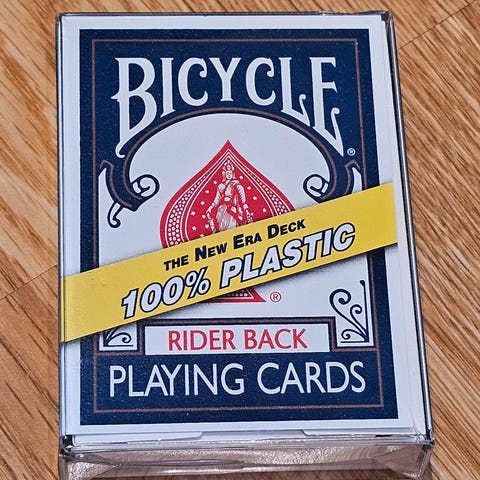 BICYCLE
®
THE NEW ERA DECK
100% PLASTIC
®
RIDER BACK
PLAYING CARDS